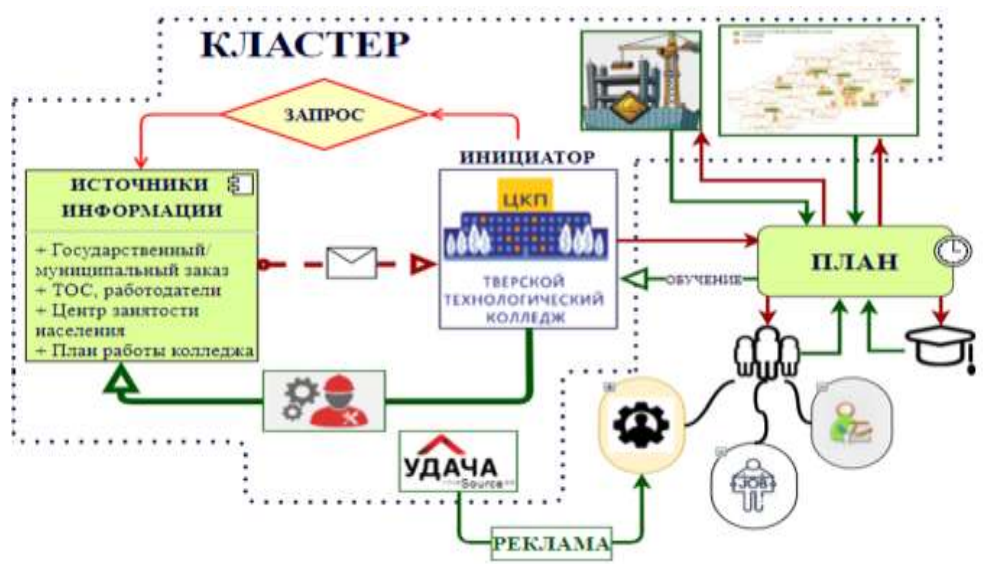 КЛАСТЕР
ЗАПРОС
ИНИЦИАТОР
ИСТОЧНИКИ
ИНФОРМАЦИИ
+ Государственный/
муниципальный заказ
+ ТОС, работодатели
+ Центр занятости
населения
+ План работы колледжа
ЦКП
ТВЕРСКОЙ
ТЕХНОЛОГИЧЕСКИЙ
КОЛЛЕДЖ
ПЛАН
ОБУЧЕНИЕ
УДАЧА
Source
JOB
РЕКЛАМА